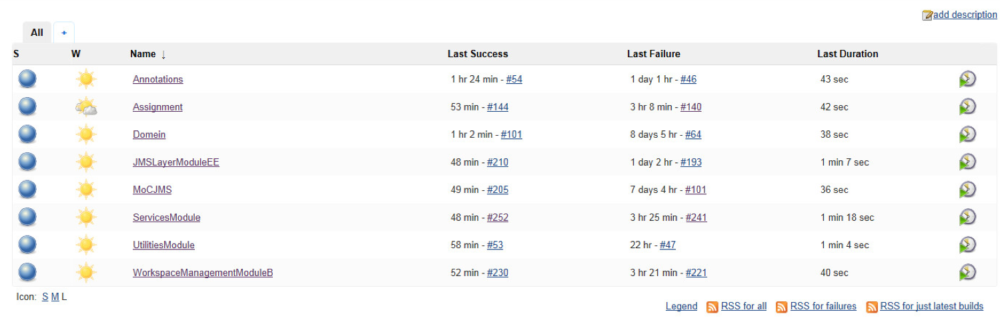 add description
All +
S W Name ↓ Last Success Last Failure Last Duration
Annotations 1 hr 24 min - #54 1 day 1 hr - #46 43 sec
Assignment 53 min - #144 3 hr 8 min - #140 42 sec
Domein 1 hr 2 min - #101 8 days 5 hr - #64 38 sec
JMSLayerModuleEE 48 min - #210 1 day 2 hr - #193 1 min 7 sec
MoCJMS 49 min - #205 7 days 4 hr - #101 36 sec
ServicesModule 48 min - #252 3 hr 25 min - #241 1 min 18 sec
UtilitiesModule 58 min - #53 22 hr - #47 1 min 4 sec
WorkspaceManagementModuleB 52 min - #230 3 hr 21 min - #221 40 sec
Icon: S M L
Legend RSS for all RSS for failures RSS for just latest builds